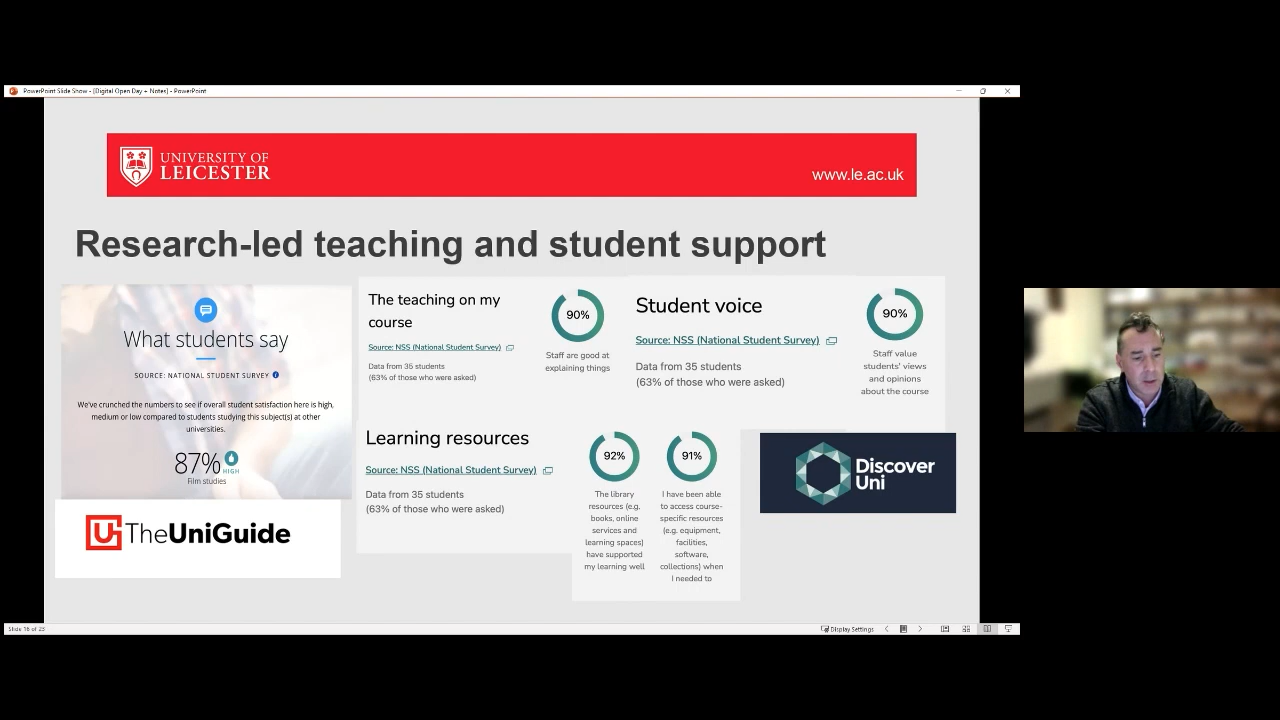 PowerPoint Slide Show - [Digital Open Day + Notes] - PowerPoint
UNIVERSITY OF
LEICESTER
www.le.ac.uk
Research-led teaching and student support
What students say
SOURCE: NATIONAL STUDENT SURVEY
We've crunched the numbers to see if overall student satisfaction here is high,
medium or low compared to students studying this subject(s) at other
universities.
87%
HIGH
Film studies
TheUniGuide
The teaching on my
course
Source: NSS (National Student Survey)
Data from 35 students
(63% of those who were asked)
90%
Staff are good at
explaining things
Student voice
Source: NSS (National Student Survey)
Data from 35 students
(63% of those who were asked)
90%
Staff value
students' views
and opinions
about the course
Learning resources
Source: NSS (National Student Survey)
Data from 35 students
(63% of those who were asked)
92%
The library
resources (e.g,
books, online
services and
learning spaces)
have supported
my learning well
91%
I have been able
to access course-
specific resources
(e.g. equipment,
facilities,
software,
collections) when
I needed to
Discover
Uni
Slide 16 of 23
Display Settings